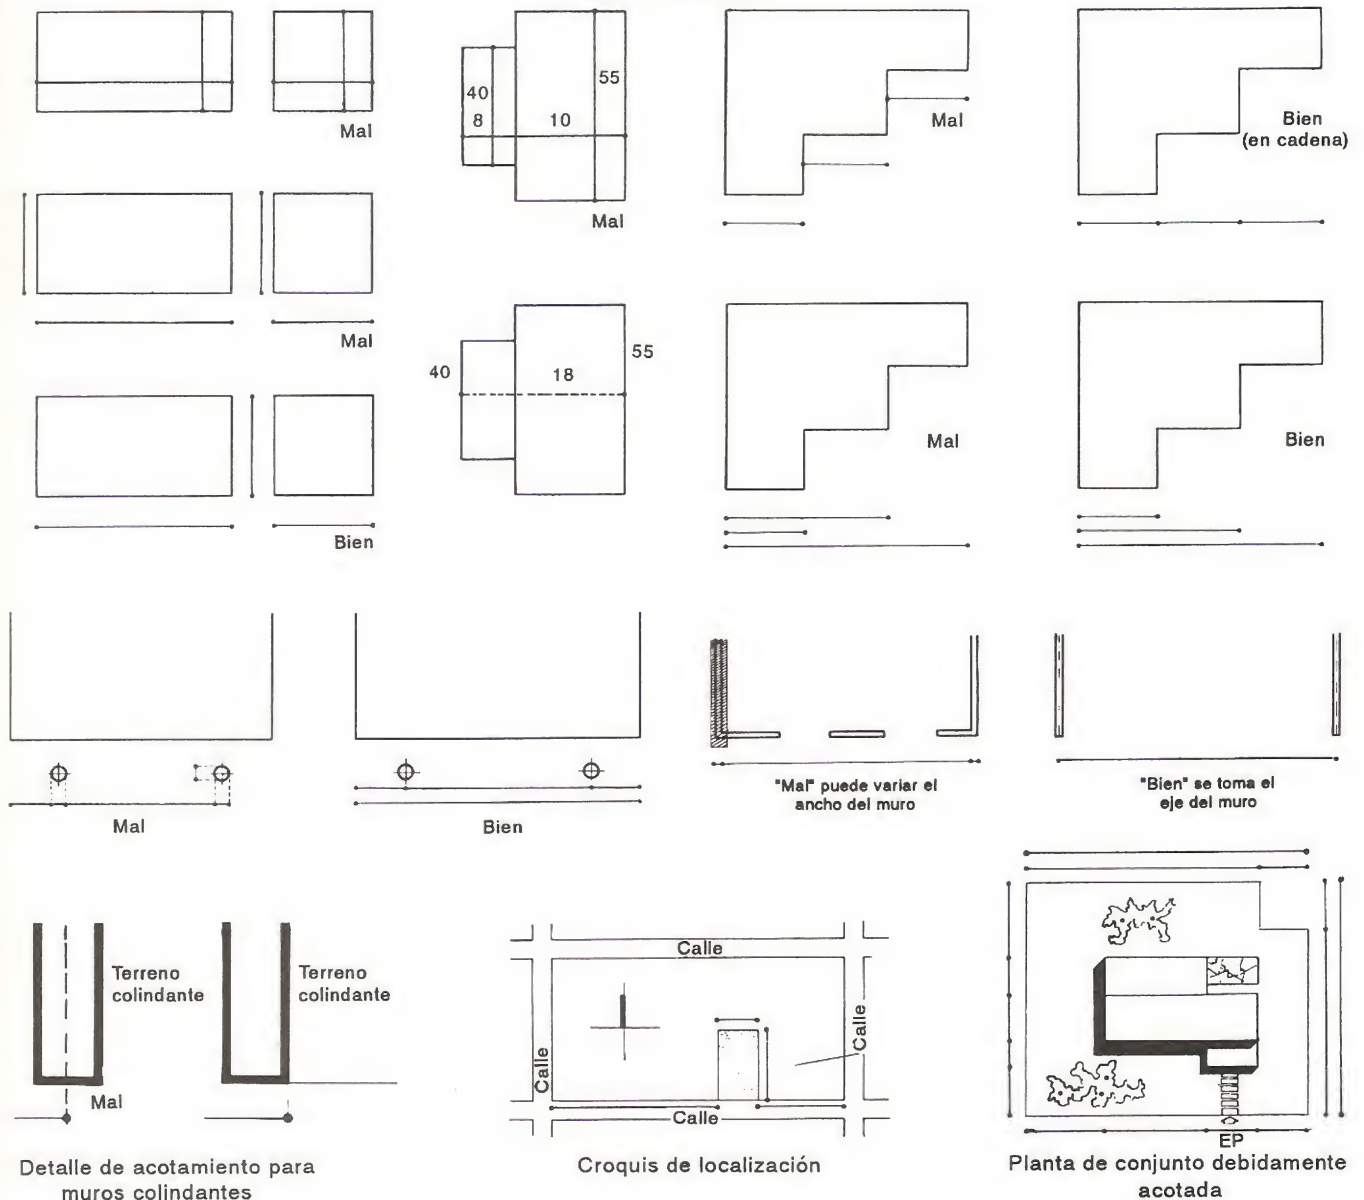 Mal
40
8
10
55
Mal
Mal
Bien
(en cadena)
Mal
40
18
55
Mal
Bien
Bien
Mal
Bien
"Mal" puede variar el
ancho del muro
"Bien" se toma el
eje del muro
Terreno
colindante
Mal
Terreno
colindante
Detalle de acotamiento para
muros colindantes
Calle
Calle
Calle
Calle
Croquis de localización
EP
Planta de conjunto debidamente
acotada